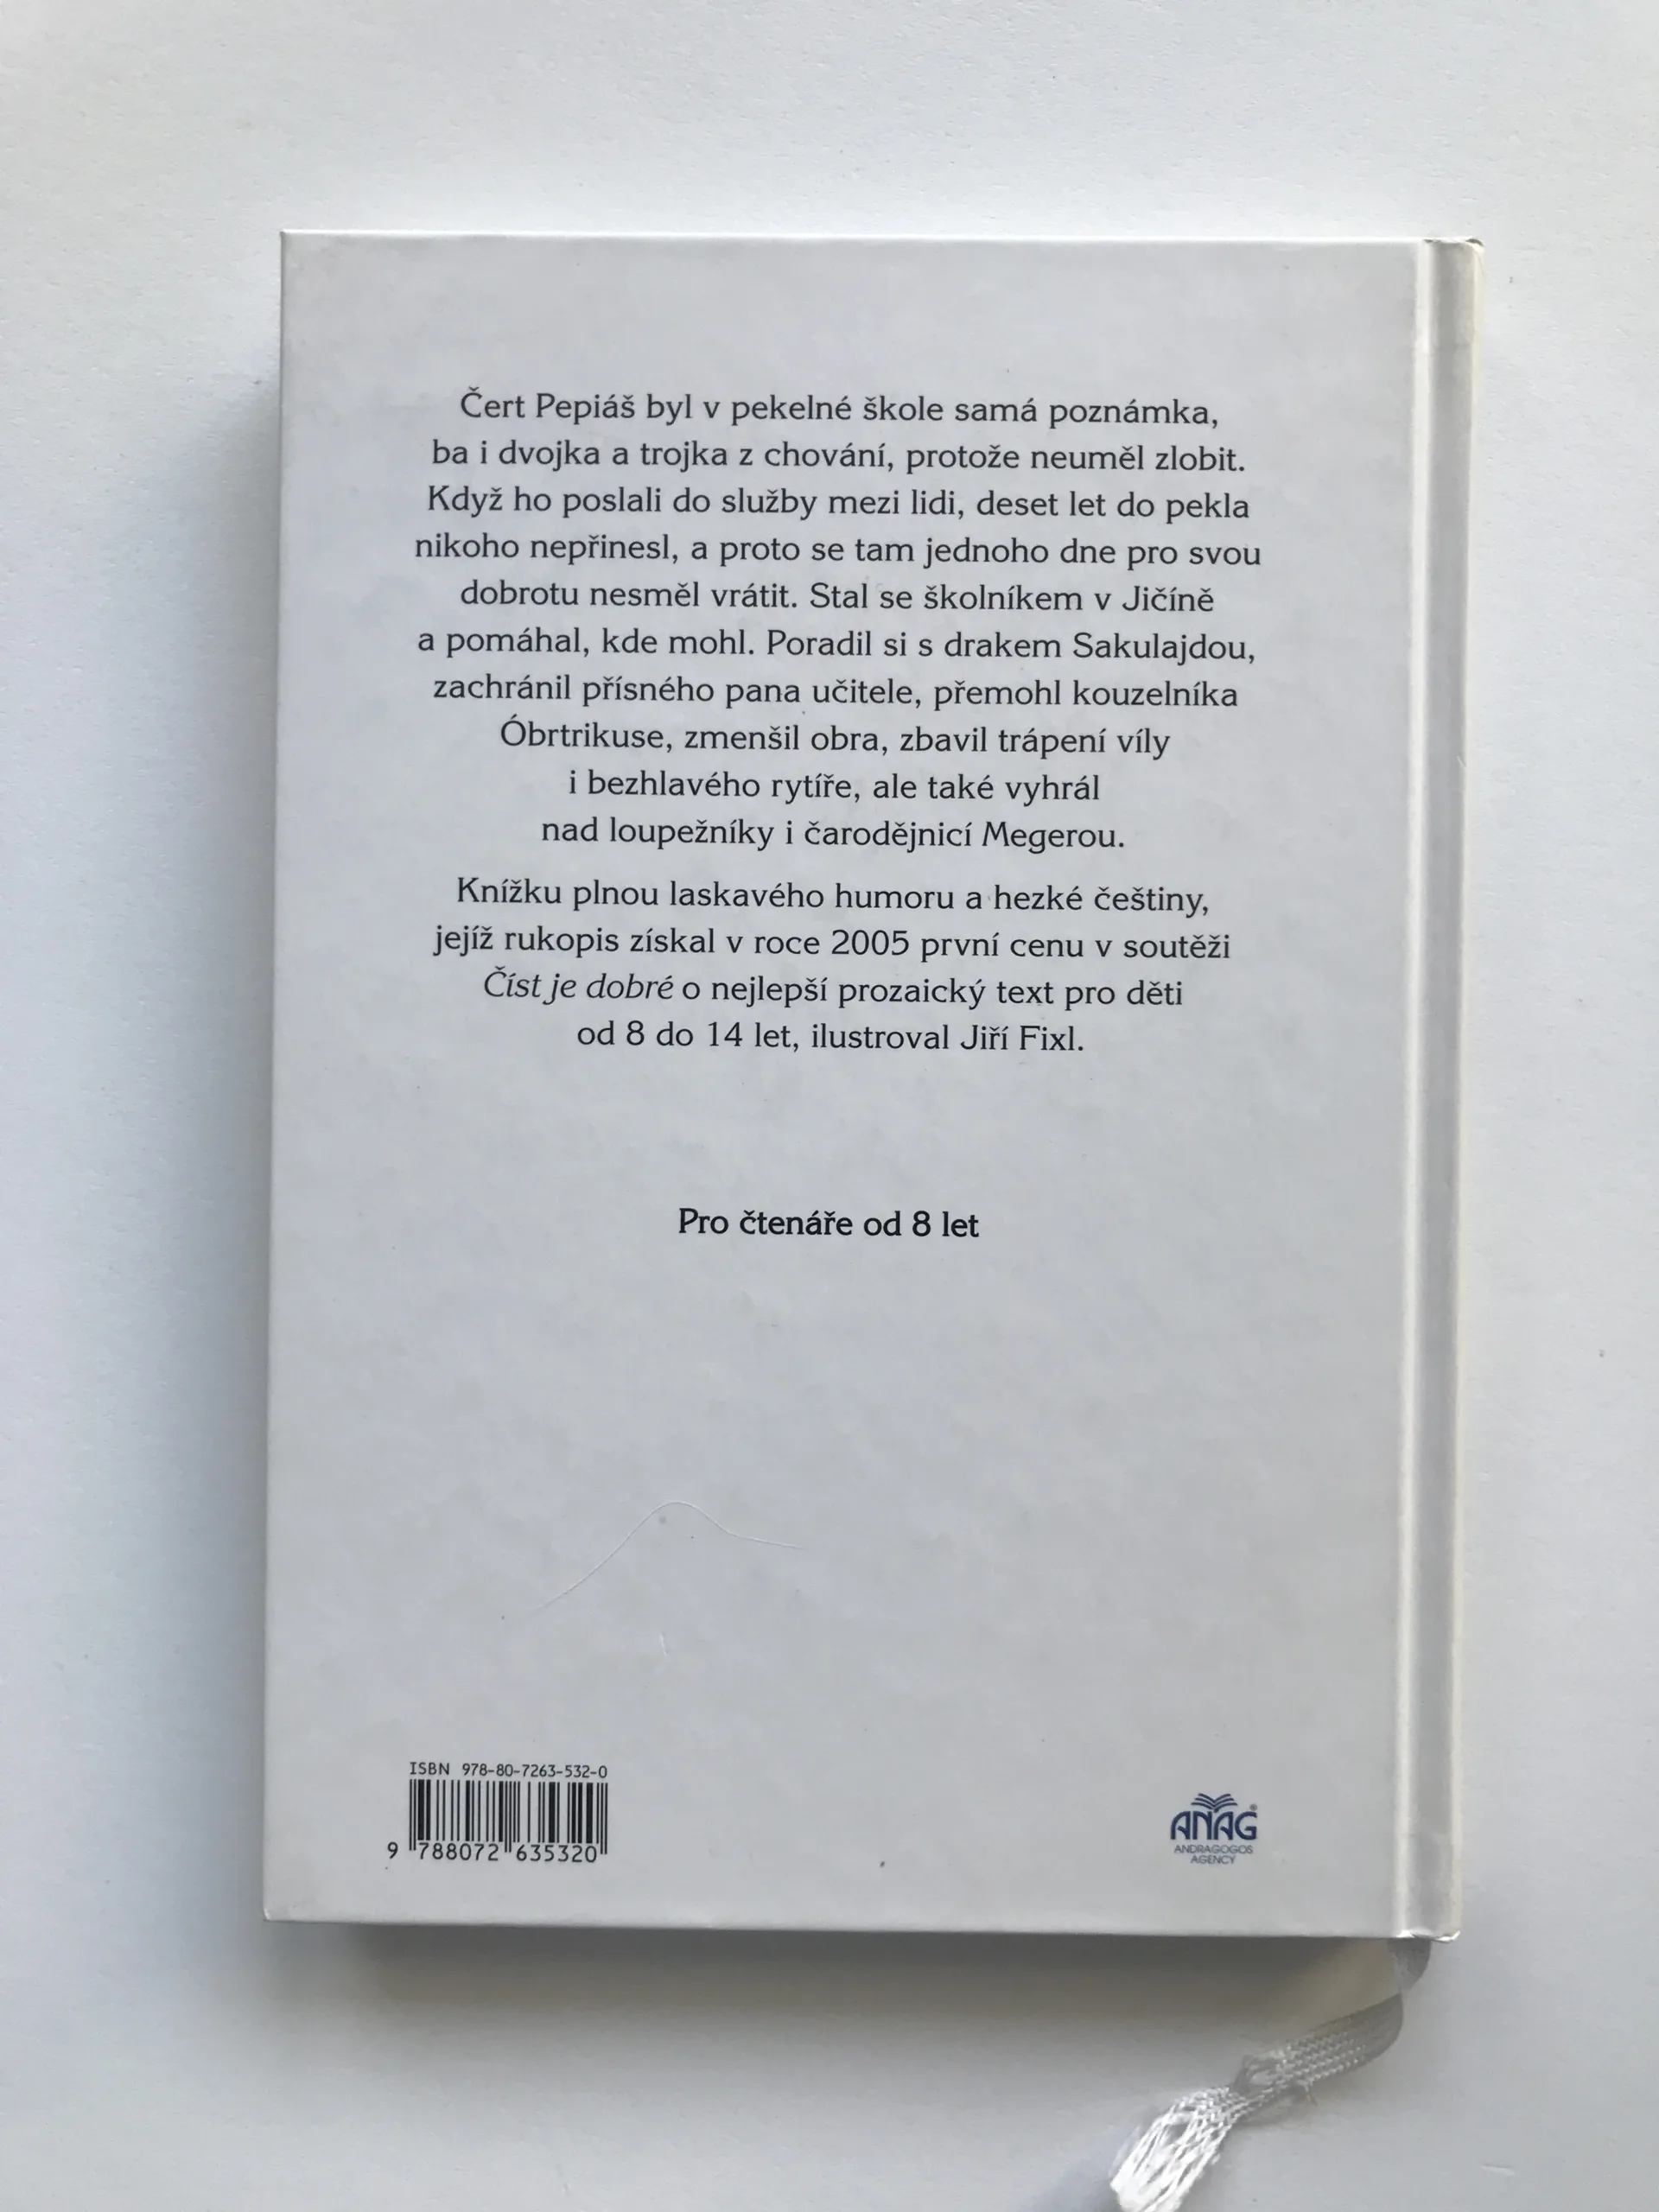 Čert Pepiáš byl v pekelné škole samá poznámka,
ba i dvojka a trojka z chování, protože neuměl zlobit.
Když ho poslali do služby mezi lidi, deset let do pekla
nikoho nepřinesl, a proto se tam jednoho dne pro svou
dobrotu nesměl vrátit. Stal se školníkem v Jičíně
a pomáhal, kde mohl. Poradil si s drakem Sakulajdou,
zachránil přísného pana učitele, přemohl kouzelníka
Óbrtrikuse, zmenšil obra, zbavil trápení víly
i bezhlavého rytíře, ale také vyhrál
nad loupežníky i čarodějnicí Megerou.
Knížku plnou laskavého humoru a hezké češtiny,
jejíž rukopis získal v roce 2005 první cenu v soutěži
Číst je dobré o nejlepší prozaický text pro děti
od 8 do 14 let, ilustroval Jiří Fixl.
Pro čtenáře od 8 let
ISBN 978-80-7263-532-0
9 788072 635320
ANAG®
ANDRAGOGOS
AGENCY